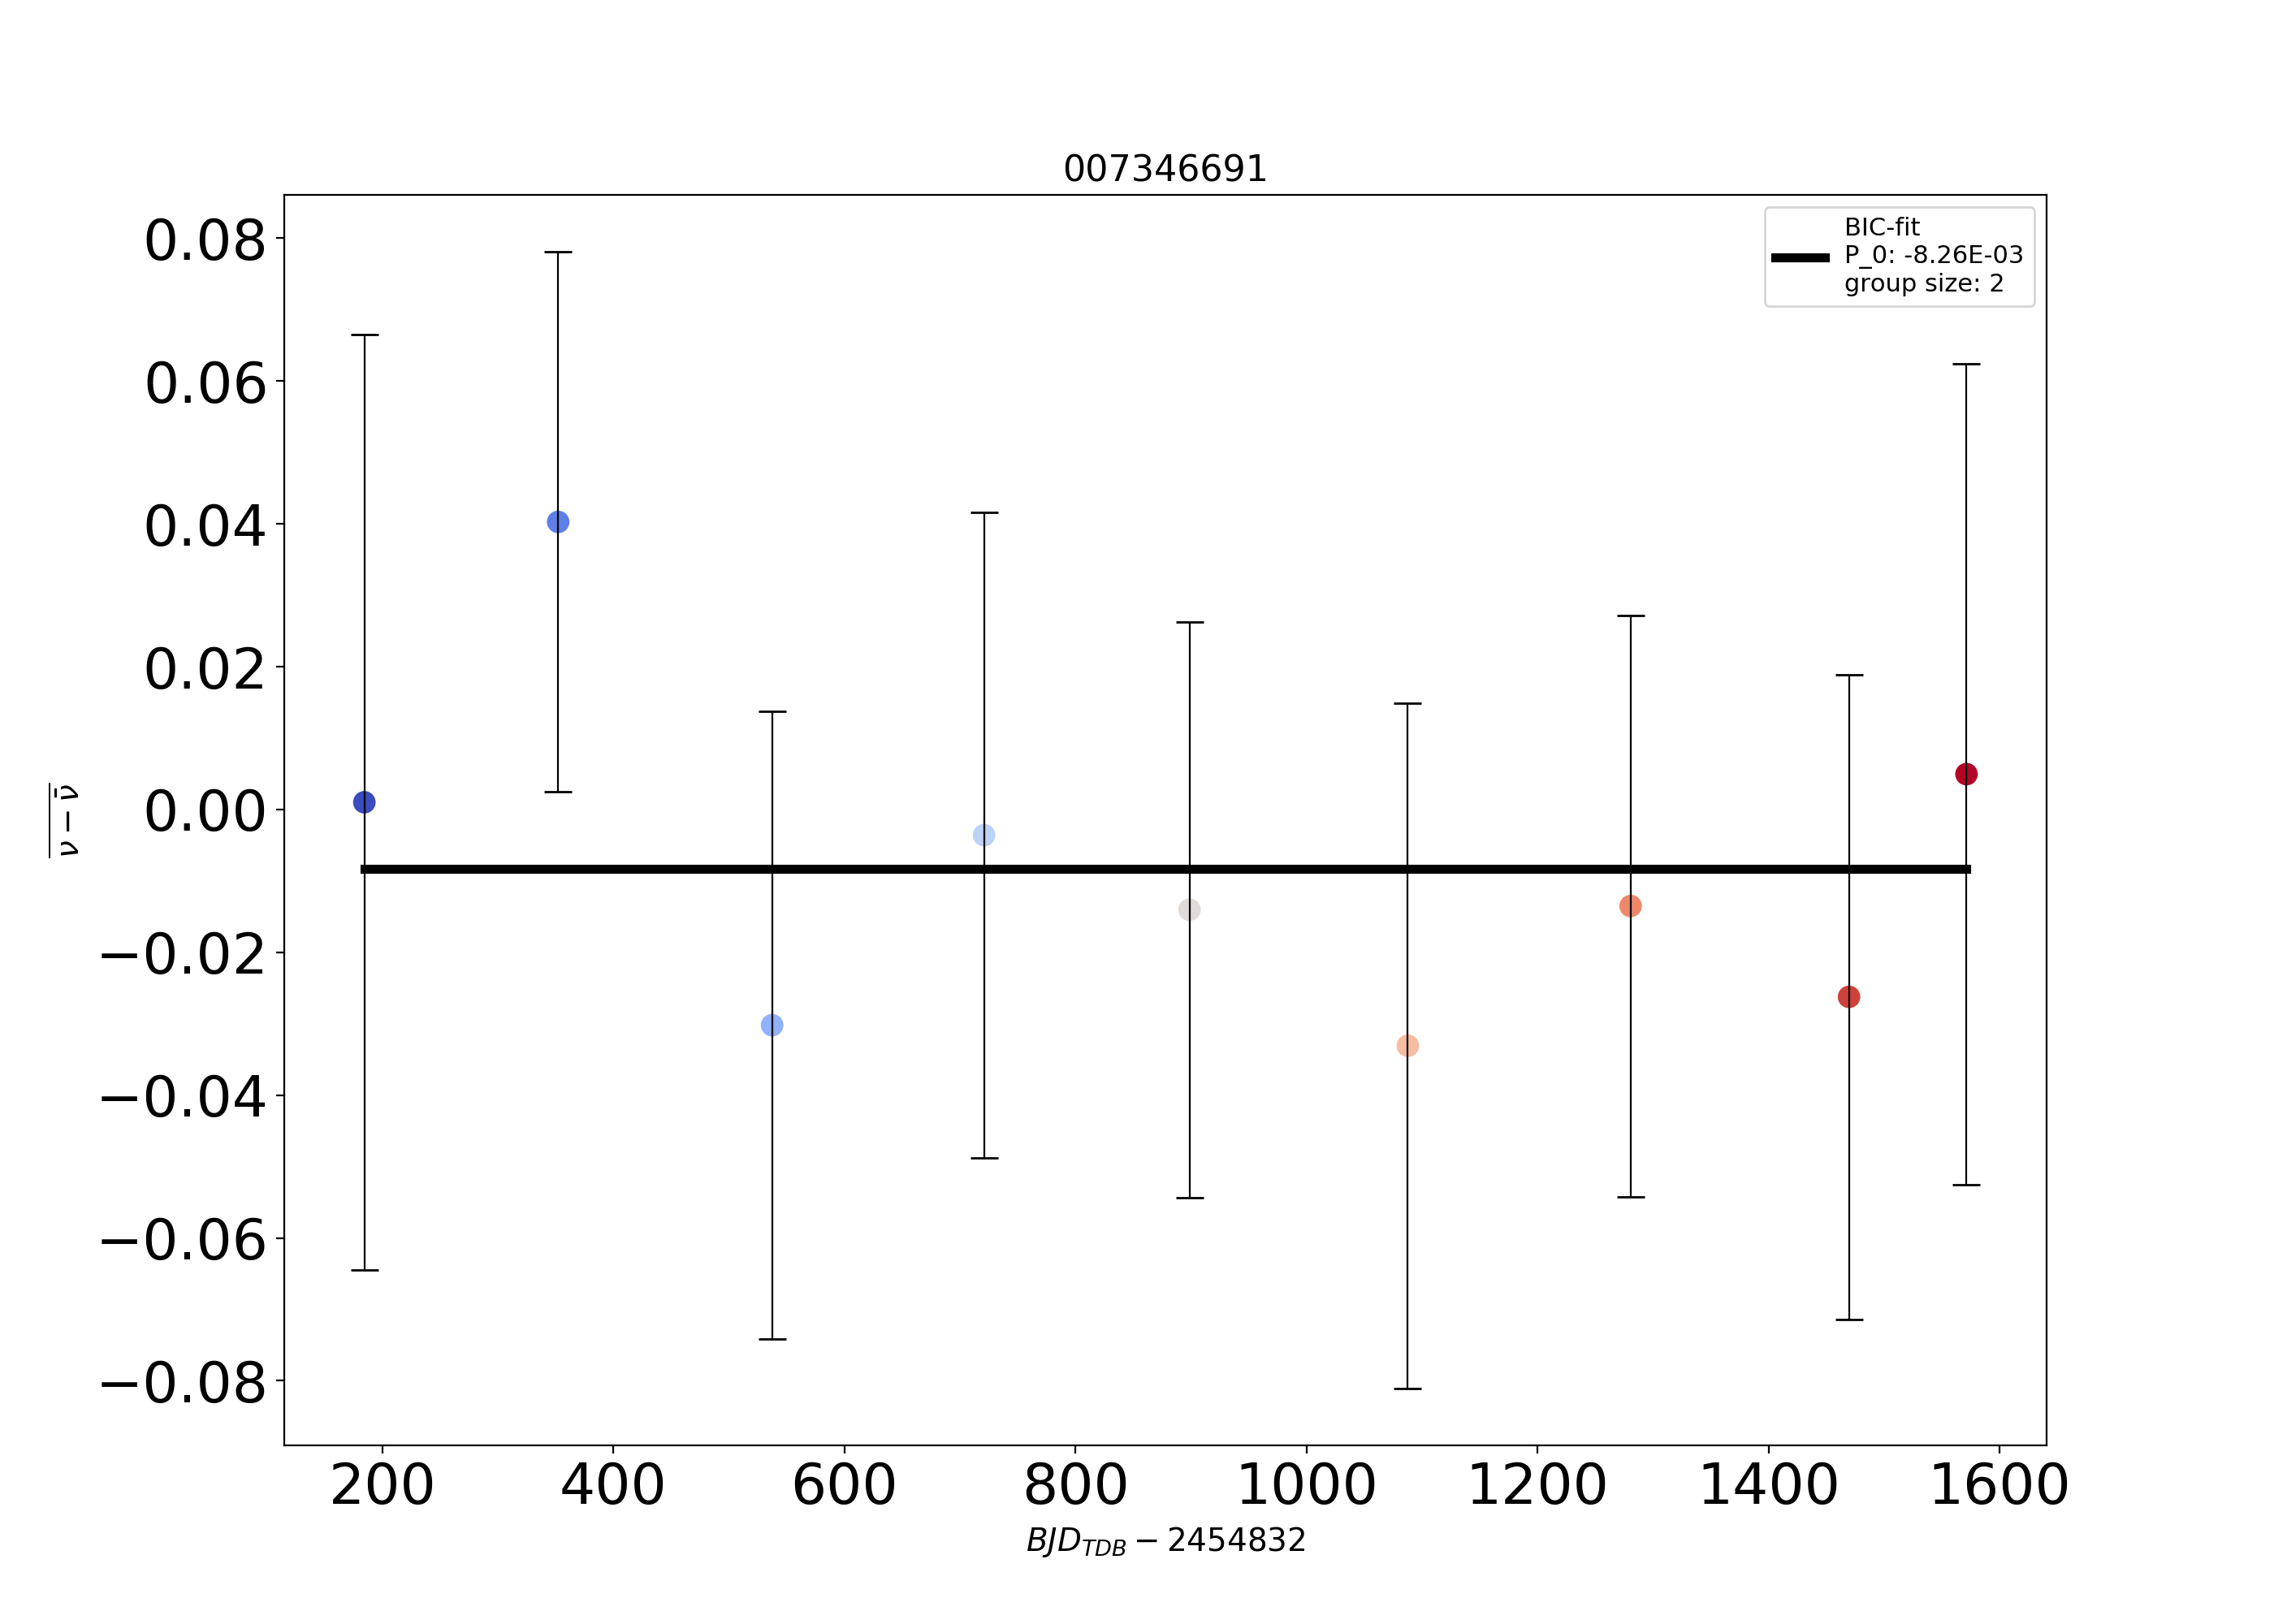 007346691
BIC-fit
P_0: -8.26E-03
group size: 2
0.08
0.06
0.04
0.02
0.00
−0.02
−0.04
−0.06
−0.08
ν − ν̄
200 400 600 800 1000 1200 1400 1600
BJD_TDB − 2454832